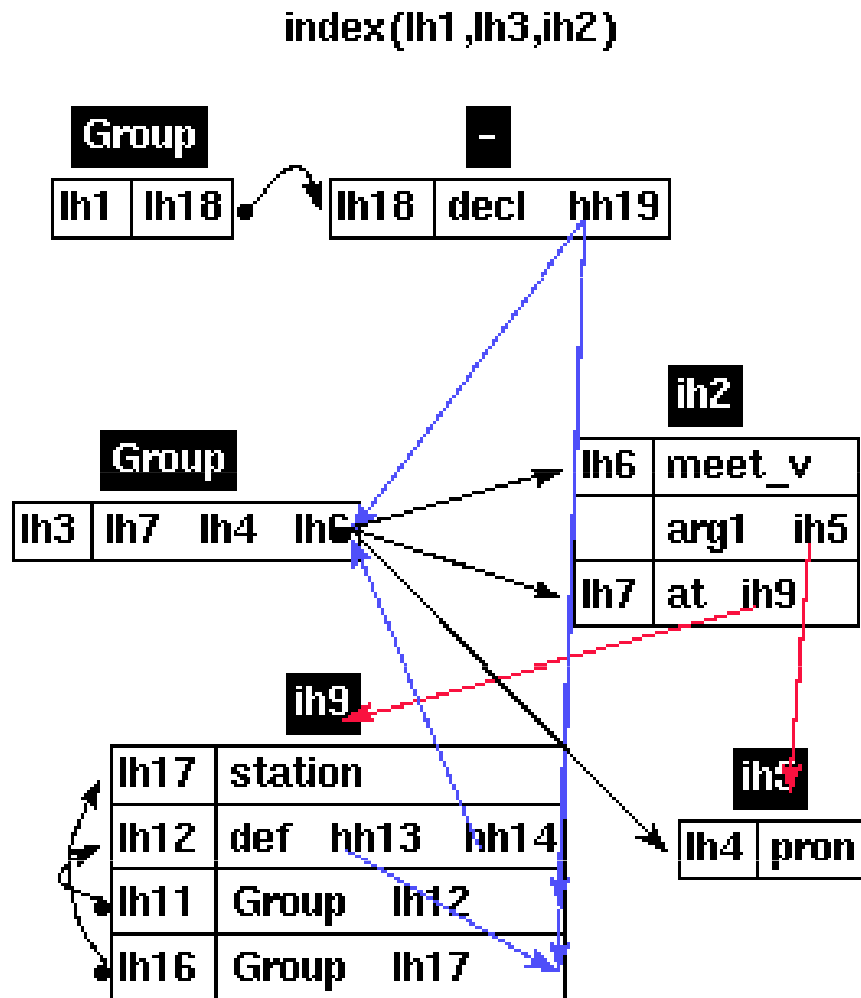 index(lh1,lh3,ih2)
Group
-
lh1 lh18
lh18 decl hh19
ih2
lh6 meet_v
arg1 ih5
lh7 at ih9
Group
lh3 lh7 lh4 lh6
ih9
lh17 station
lh12 def hh13 hh14
lh11 Group lh12
lh16 Group lh17
ih5
lh4 pron